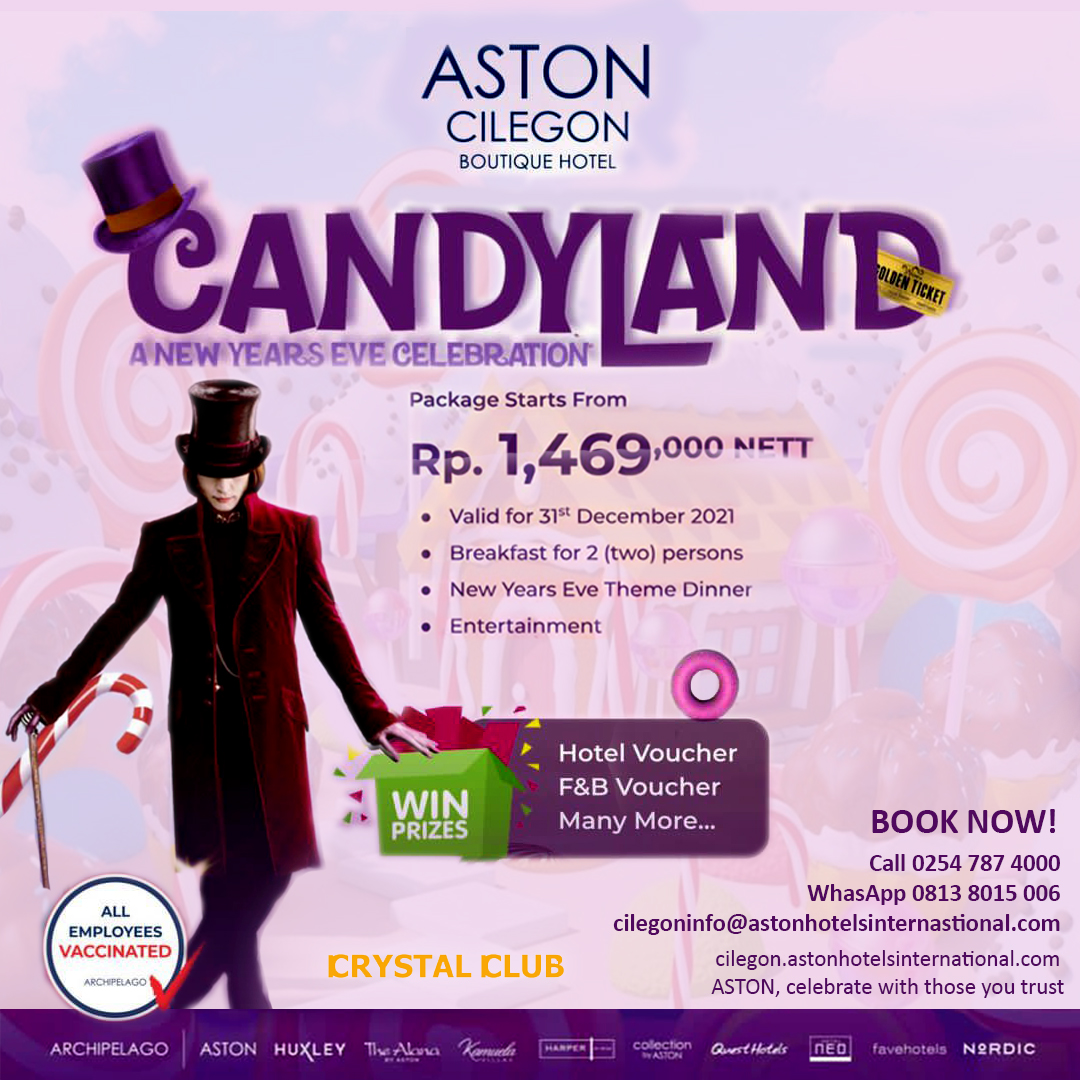 ASTON
CILEGON
BOUTIQUE HOTEL
CANDYLAND
GOLDEN TICKET
A NEW YEARS EVE CELEBRATION
Package Starts From
Rp. 1,469,000 NETT
• Valid for 31st December 2021
• Breakfast for 2 (two) persons
• New Years Eve Theme Dinner
• Entertainment
WIN
PRIZES
Hotel Voucher
F&B Voucher
Many More...
BOOK NOW!
Call 0254 787 4000
WhasApp 0813 8015 006
cilegoninfo@astonhotelsinternastional.com
cilegon.astonhotelsinternational.com
ASTON, celebrate with those you trust
ALL
EMPLOYEES
VACCINATED
ARCHIPELAGO
CRYSTAL CLUB
ARCHIPELAGO ASTON HUXLEY The Alana BY ASTON Kamuela VILLAS HARPER collection by ASTON Quest Hotels neo favehotels NORDIC